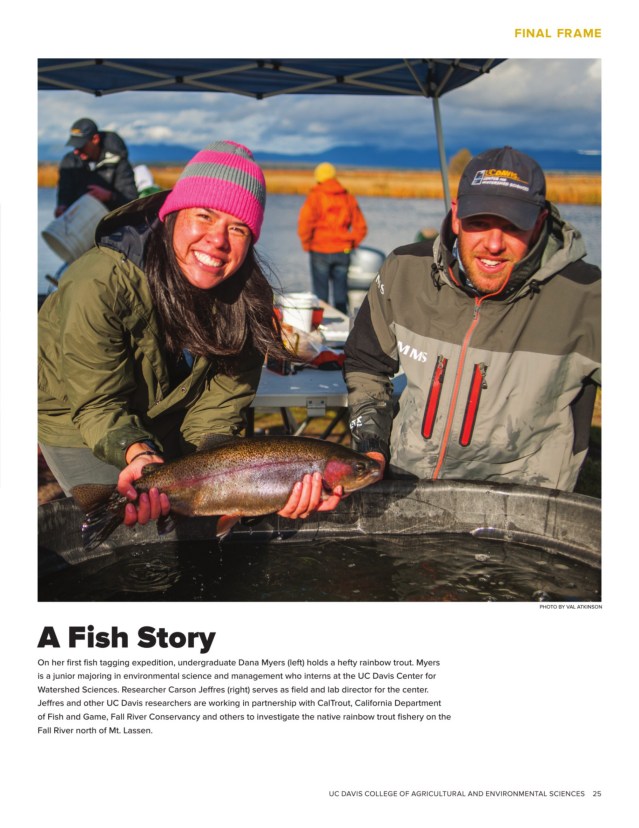 FINAL FRAME
UC DAVIS
MMS
PHOTO BY VAL ATKINSON
A Fish Story
On her first fish tagging expedition, undergraduate Dana Myers (left) holds a hefty rainbow trout. Myers
is a junior majoring in environmental science and management who interns at the UC Davis Center for
Watershed Sciences. Researcher Carson Jeffres (right) serves as field and lab director for the center.
Jeffres and other UC Davis researchers are working in partnership with CalTrout, California Department
of Fish and Game, Fall River Conservancy and others to investigate the native rainbow trout fishery on the
Fall River north of Mt. Lassen.
UC DAVIS COLLEGE OF AGRICULTURAL AND ENVIRONMENTAL SCIENCES 25